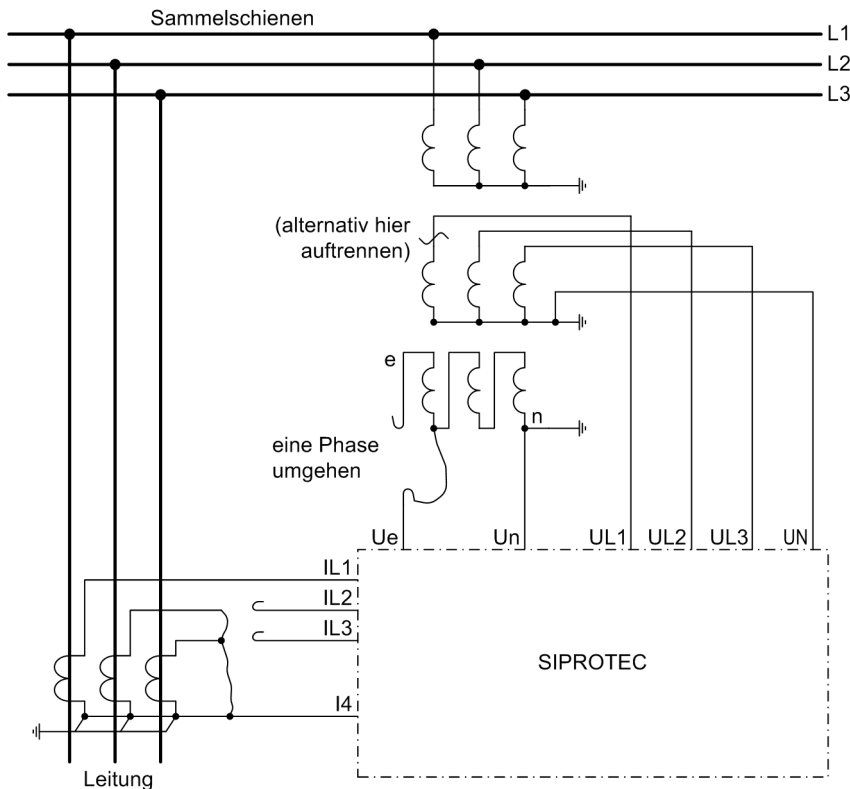 Sammelschienen
L1
L2
L3
(alternativ hier
auftrennen)
e
n
eine Phase
umgehen
Ue
Un
UL1
UL2
UL3
UN
IL1
IL2
IL3
SIPROTEC
I4
Leitung